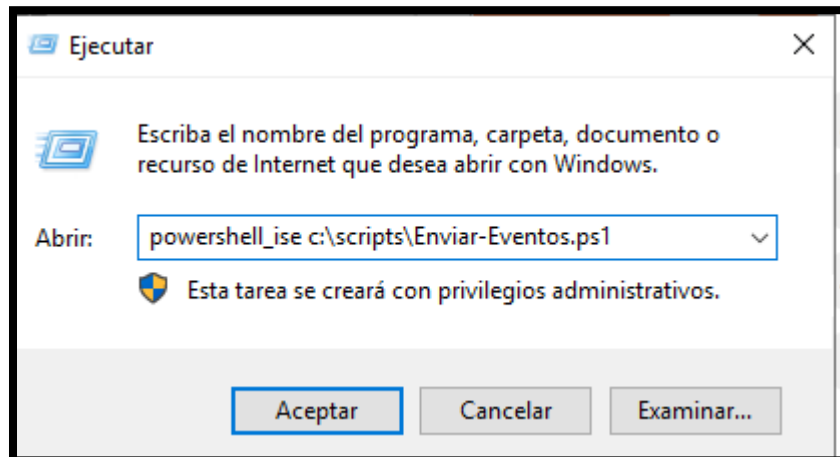 Ejecutar
Escriba el nombre del programa, carpeta, documento o
recurso de Internet que desea abrir con Windows.
Abrir:
powershell_ise c:\scripts\Enviar-Eventos.ps1
Esta tarea se creará con privilegios administrativos.
Aceptar
Cancelar
Examinar...